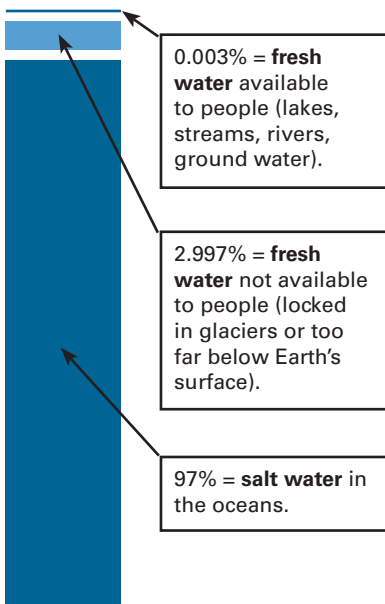 0.003% = fresh
water available
to people (lakes,
streams, rivers,
ground water).
2.997% = fresh
water not available
to people (locked
in glaciers or too
far below Earth’s
surface).
97% = salt water in
the oceans.